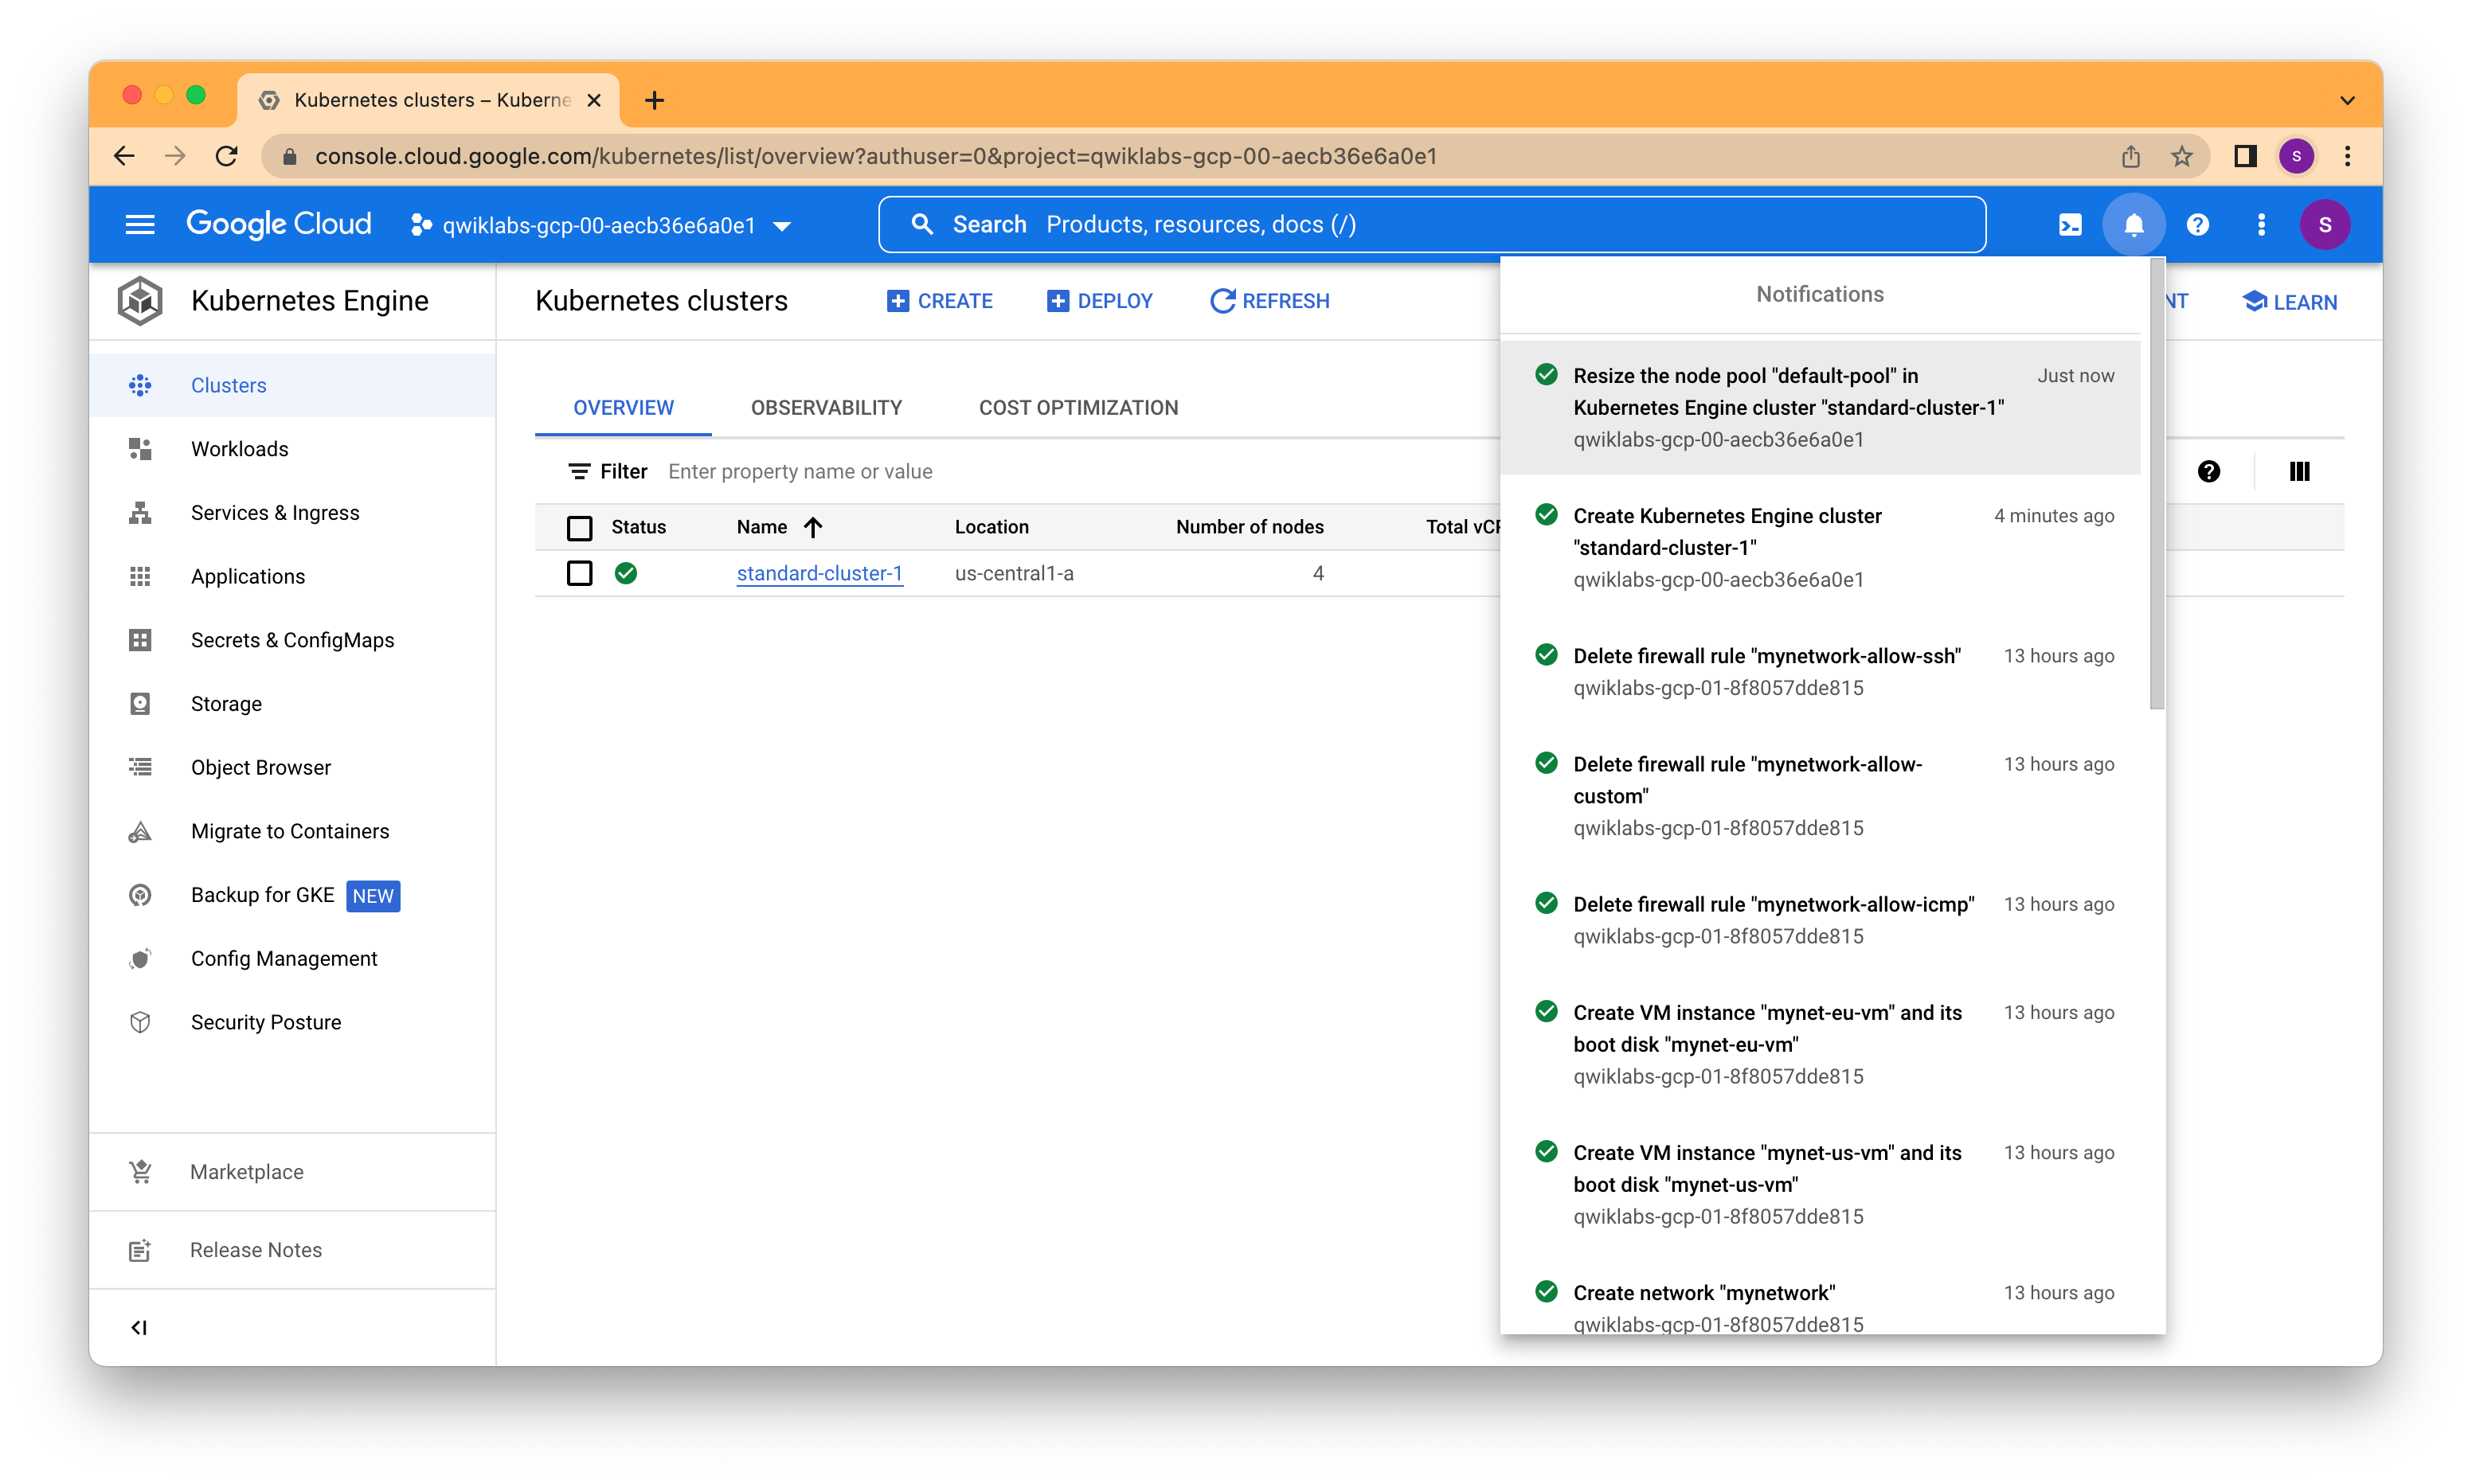 Kubernetes clusters – Kuberne
console.cloud.google.com/kubernetes/list/overview?authuser=0&project=qwiklabs-gcp-00-aecb36e6a0e1
S
Google Cloud
qwiklabs-gcp-00-aecb36e6a0e1
Search Products, resources, docs (/)
S
Kubernetes Engine
Clusters
Workloads
Services & Ingress
Applications
Secrets & ConfigMaps
Storage
Object Browser
Migrate to Containers
Backup for GKE NEW
Config Management
Security Posture
Marketplace
Release Notes
Kubernetes clusters
CREATE
DEPLOY
REFRESH
NT
LEARN
OVERVIEW
OBSERVABILITY
COST OPTIMIZATION
Filter Enter property name or value
Status Name Location Number of nodes Total vCP
standard-cluster-1 us-central1-a 4
Notifications
Resize the node pool "default-pool" in Just now
Kubernetes Engine cluster "standard-cluster-1"
qwiklabs-gcp-00-aecb36e6a0e1
Create Kubernetes Engine cluster 4 minutes ago
"standard-cluster-1"
qwiklabs-gcp-00-aecb36e6a0e1
Delete firewall rule "mynetwork-allow-ssh" 13 hours ago
qwiklabs-gcp-01-8f8057dde815
Delete firewall rule "mynetwork-allow- 13 hours ago
custom"
qwiklabs-gcp-01-8f8057dde815
Delete firewall rule "mynetwork-allow-icmp" 13 hours ago
qwiklabs-gcp-01-8f8057dde815
Create VM instance "mynet-eu-vm" and its 13 hours ago
boot disk "mynet-eu-vm"
qwiklabs-gcp-01-8f8057dde815
Create VM instance "mynet-us-vm" and its 13 hours ago
boot disk "mynet-us-vm"
qwiklabs-gcp-01-8f8057dde815
Create network "mynetwork" 13 hours ago
qwiklabs-gcp-01-8f8057dde815